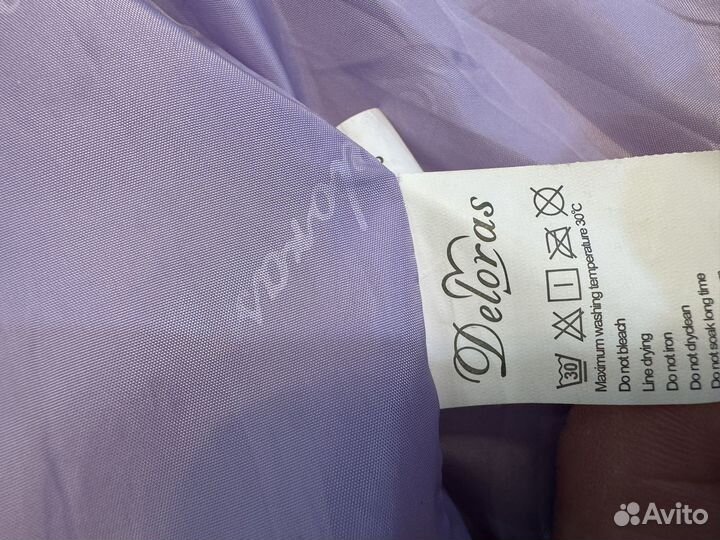 Deloras
30
Maximum washing temperature 30°C
Do not bleach
Line drying
Do not iron
Do not dryclean
Do not soak long time
loras
Avito